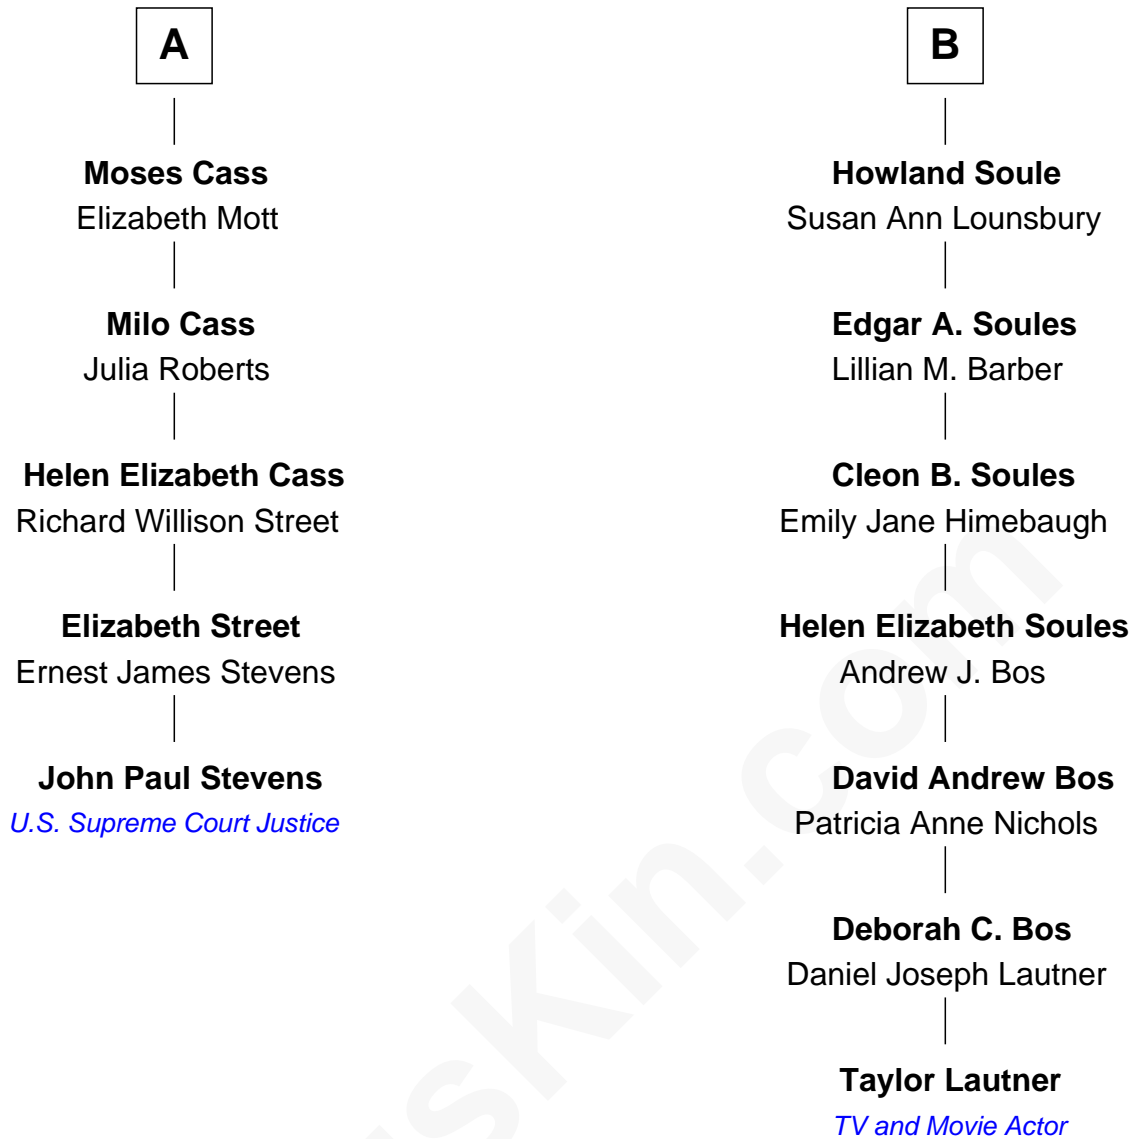 A
Moses Cass
Elizabeth Mott
Milo Cass
Julia Roberts
Helen Elizabeth Cass
Richard Willison Street
Elizabeth Street
Ernest James Stevens
John Paul Stevens
U.S. Supreme Court Justice
B
Howland Soule
Susan Ann Lounsbury
Edgar A. Soules
Lillian M. Barber
Cleon B. Soules
Emily Jane Himebaugh
Helen Elizabeth Soules
Andrew J. Bos
David Andrew Bos
Patricia Anne Nichols
Deborah C. Bos
Daniel Joseph Lautner
Taylor Lautner
TV and Movie Actor
sKin.com